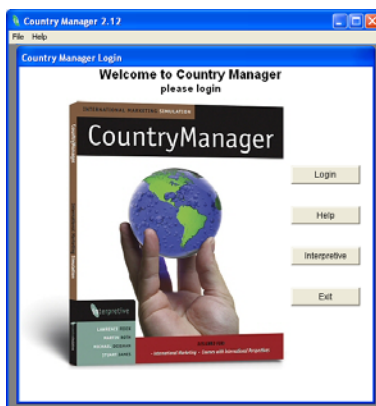 Country Manager 2.12
File Help
Country Manager Login
Welcome to Country Manager
please login
INTERNATIONAL MARKETING SIMULATION
CountryManager
Login
Help
Interpretive
Exit
interpretive